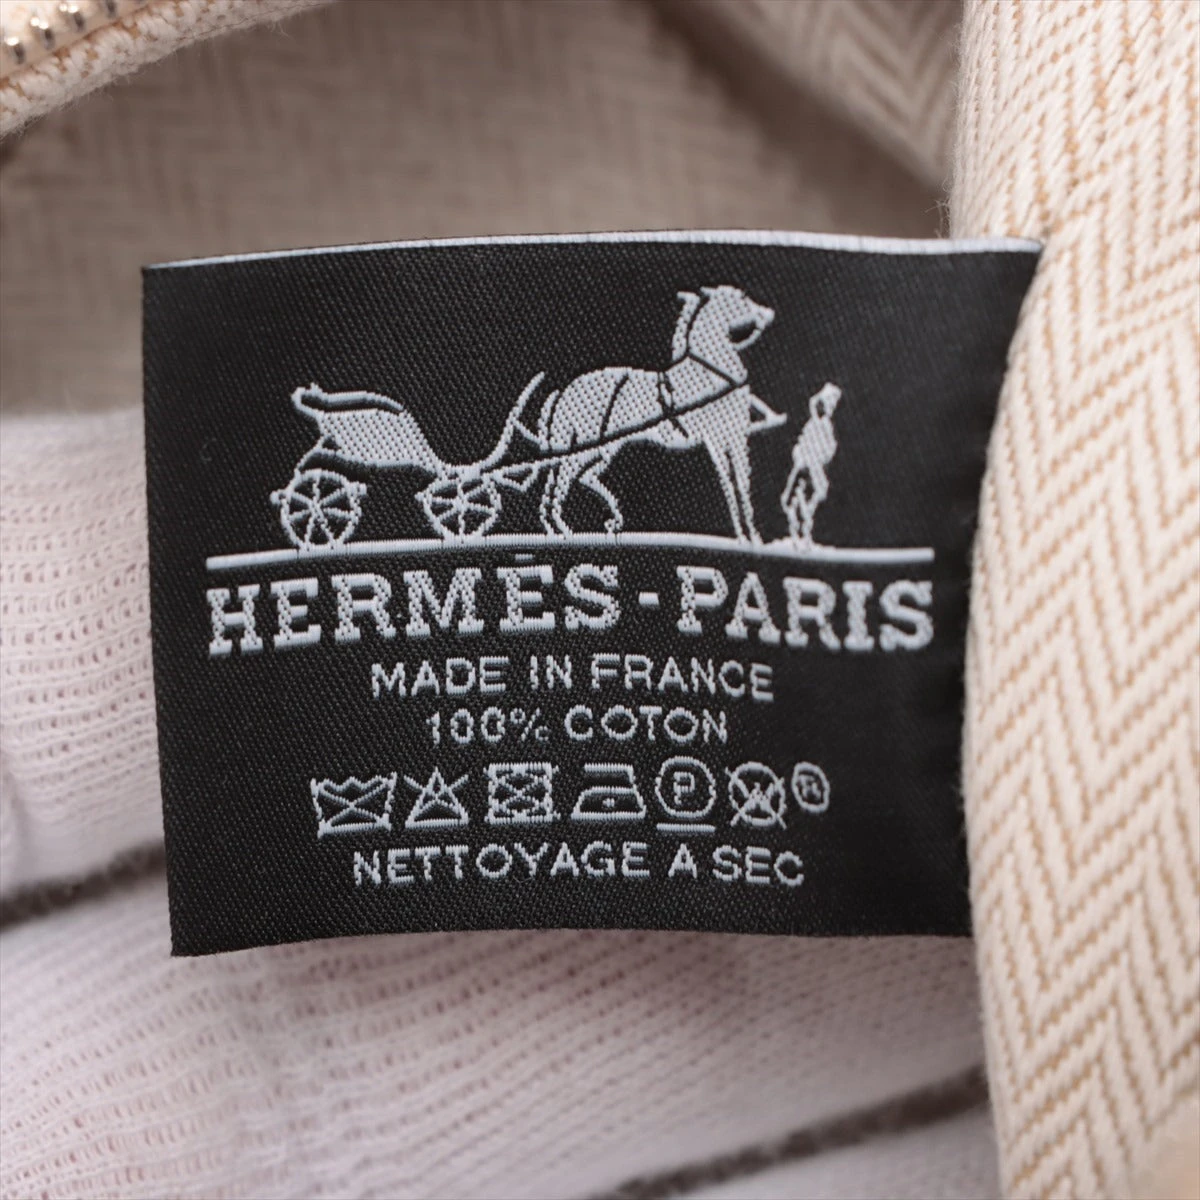 HERMÈS-PARIS
MADE IN FRANCE
100% COTON
P W ®
NETTOYAGE A SEC